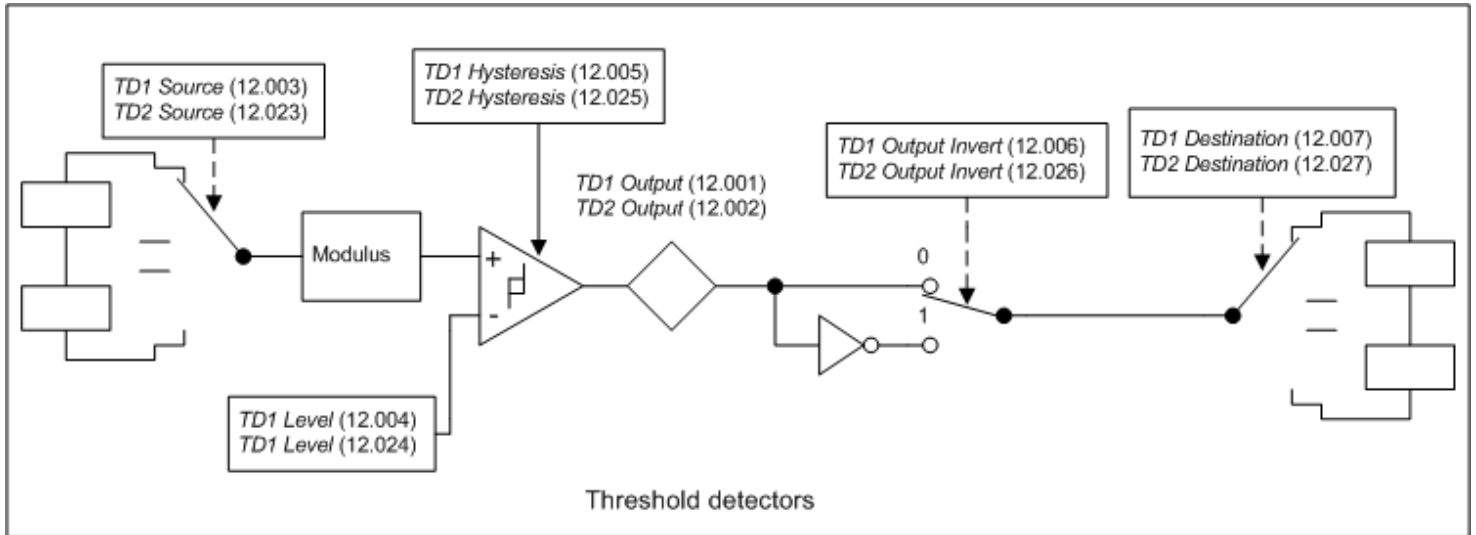 TD1 Source (12.003)
TD2 Source (12.023)
TD1 Hysteresis (12.005)
TD2 Hysteresis (12.025)
TD1 Output (12.001)
TD2 Output (12.002)
TD1 Output Invert (12.006)
TD2 Output Invert (12.026)
TD1 Destination (12.007)
TD2 Destination (12.027)
Modulus
+
-
0
1
TD1 Level (12.004)
TD1 Level (12.024)
Threshold detectors